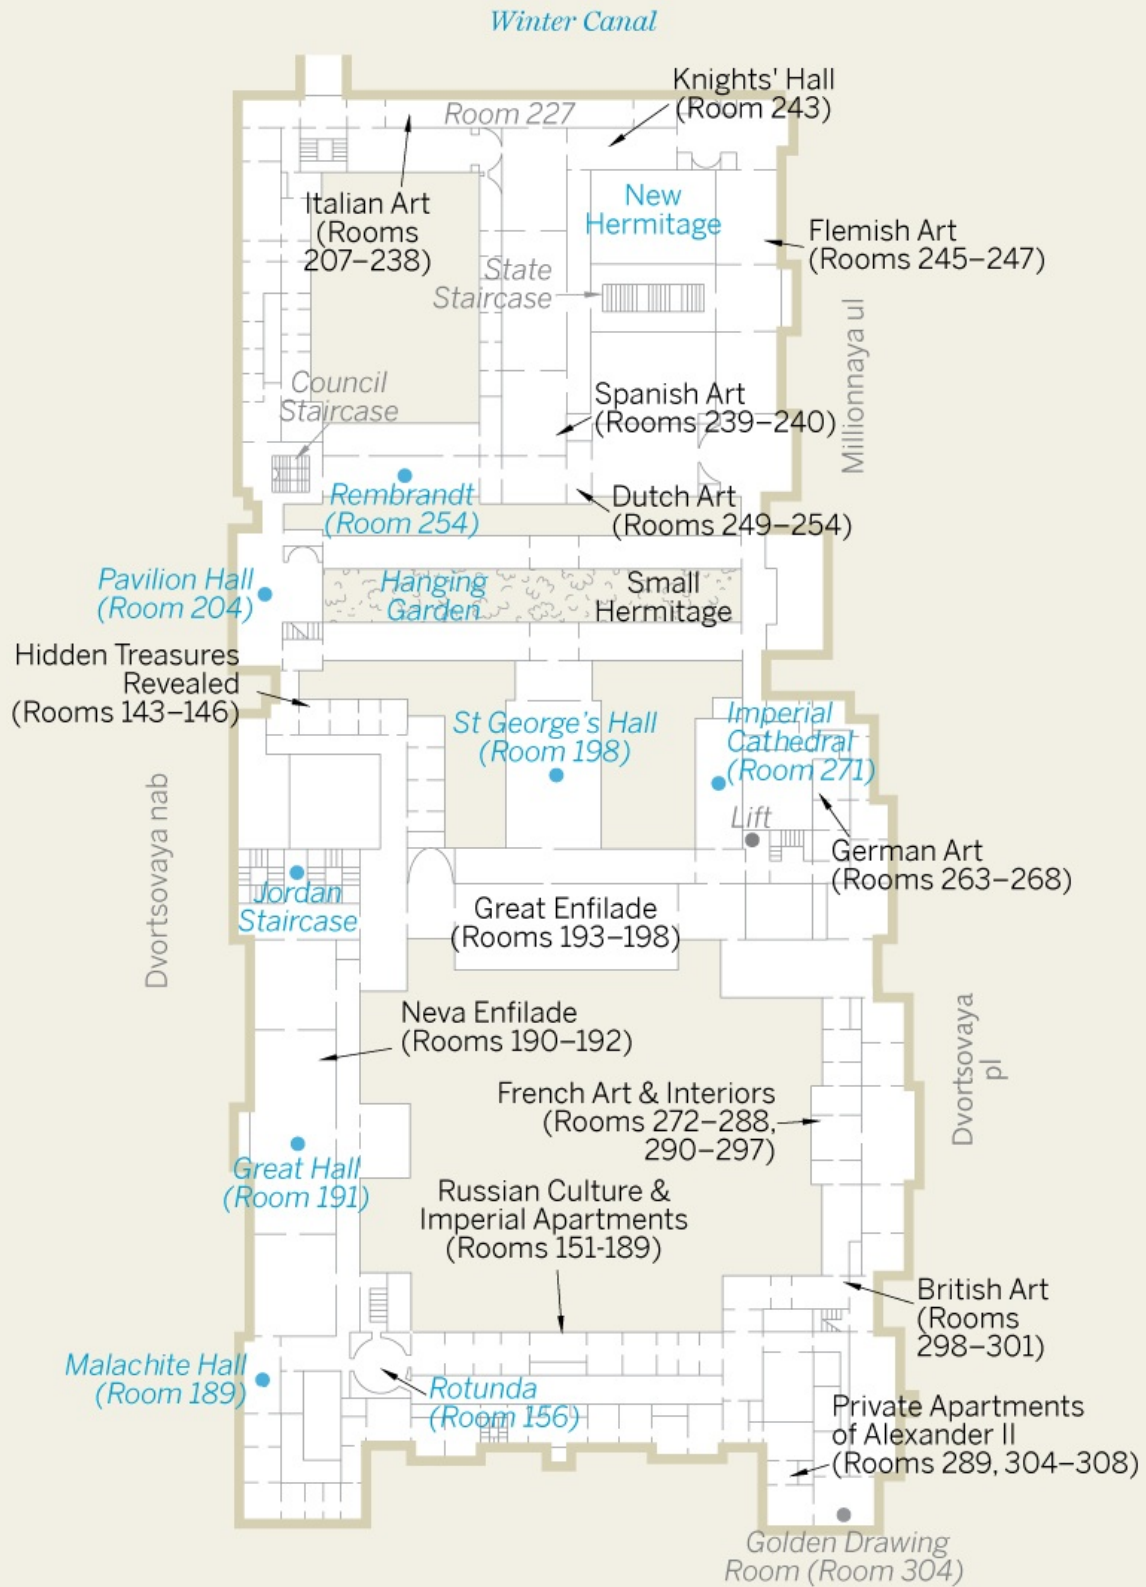 Winter Canal
Knights' Hall
(Room 243)
Room 227
Italian Art
(Rooms
207–238)
New
Hermitage
Flemish Art
(Rooms 245–247)
State
Staircase
Millionnaya ul
Council
Staircase
Spanish Art
(Rooms 239–240)
Rembrandt
(Room 254)
Dutch Art
(Rooms 249–254)
Pavilion Hall
(Room 204)
Hanging
Garden
Small
Hermitage
Hidden Treasures
Revealed
(Rooms 143–146)
St George's Hall
(Room 198)
Imperial
Cathedral
(Room 271)
Lift
German Art
(Rooms 263–268)
Dvortsovaya nab
Jordan
Staircase
Great Enfilade
(Rooms 193–198)
Neva Enfilade
(Rooms 190–192)
Dvortsovaya
pl
French Art & Interiors
(Rooms 272–288,
290–297)
Great Hall
(Room 191)
Russian Culture &
Imperial Apartments
(Rooms 151-189)
British Art
(Rooms
298–301)
Malachite Hall
(Room 189)
Rotunda
(Room 156)
Private Apartments
of Alexander II
(Rooms 289, 304–308)
Golden Drawing
Room (Room 304)